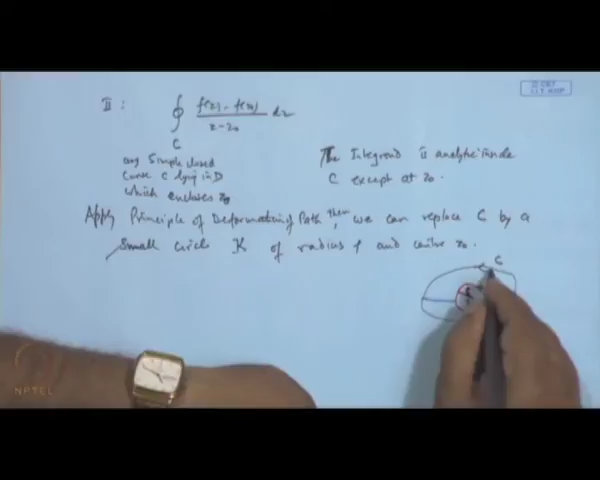 © CET
I.I.T. KGP
II : ∮ f(z) - f(z0) / z - z0 dz
C
any simple closed
curve C lying in D
which encloses z0
The Integrand is analytic inside
C except at z0.
Apply Principle of Deformation of Path then, we can replace C by a
small circle K of radius ρ and centre z0.
C
NPTEL